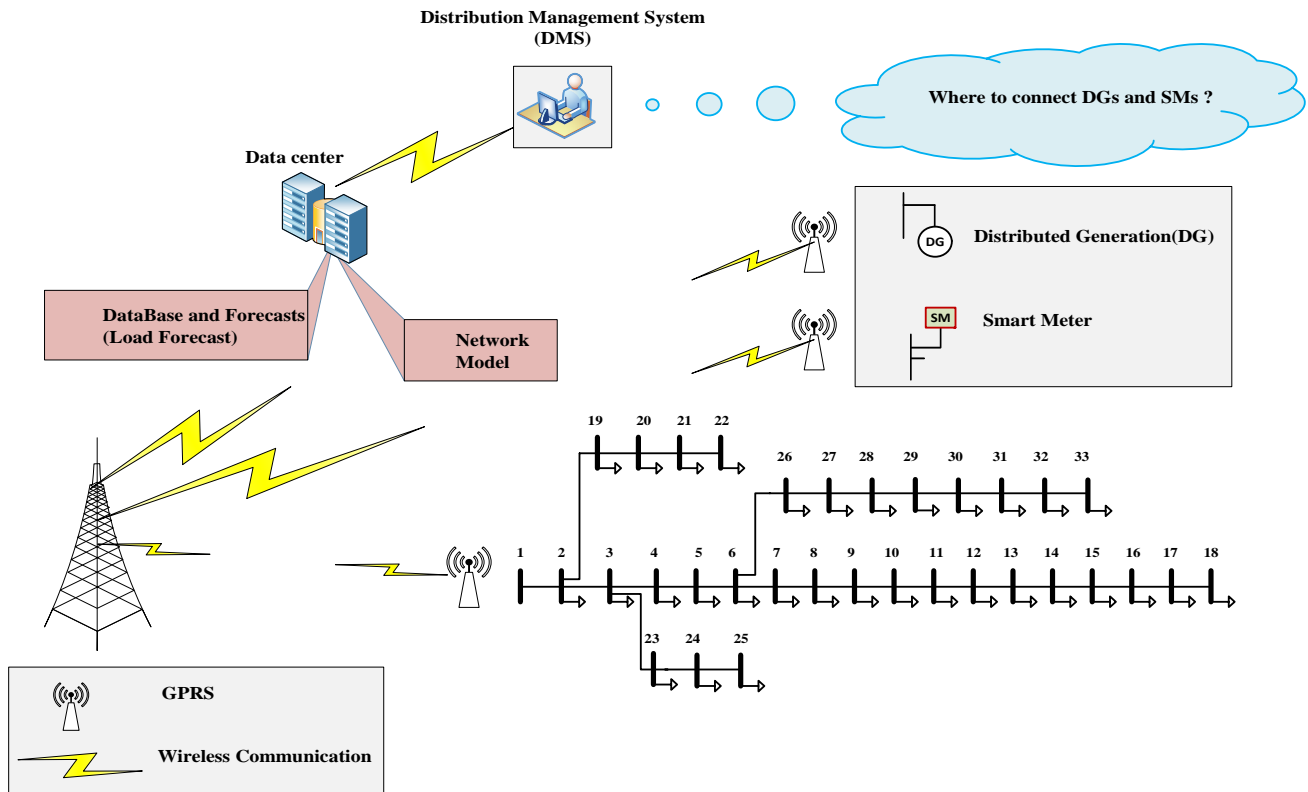 Distribution Management System
(DMS)
Where to connect DGs and SMs ?
Data center
DG
Distributed Generation(DG)
DataBase and Forecasts
(Load Forecast)
SM
Smart Meter
Network
Model
19 20 21 22
26 27 28 29 30 31 32 33
1 2 3 4 5 6 7 8 9 10 11 12 13 14 15 16 17 18
23 24 25
GPRS
Wireless Communication